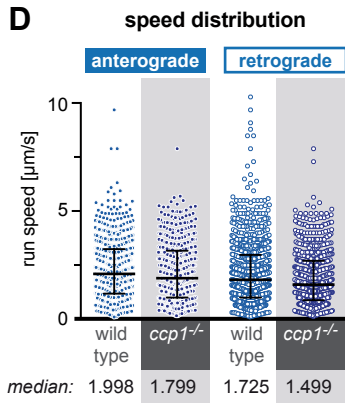 D speed distribution
anterograde retrograde
run speed [µm/s]
10
5
0
wild type ccp1-/- wild type ccp1-/-
median: 1.998 1.799 1.725 1.499